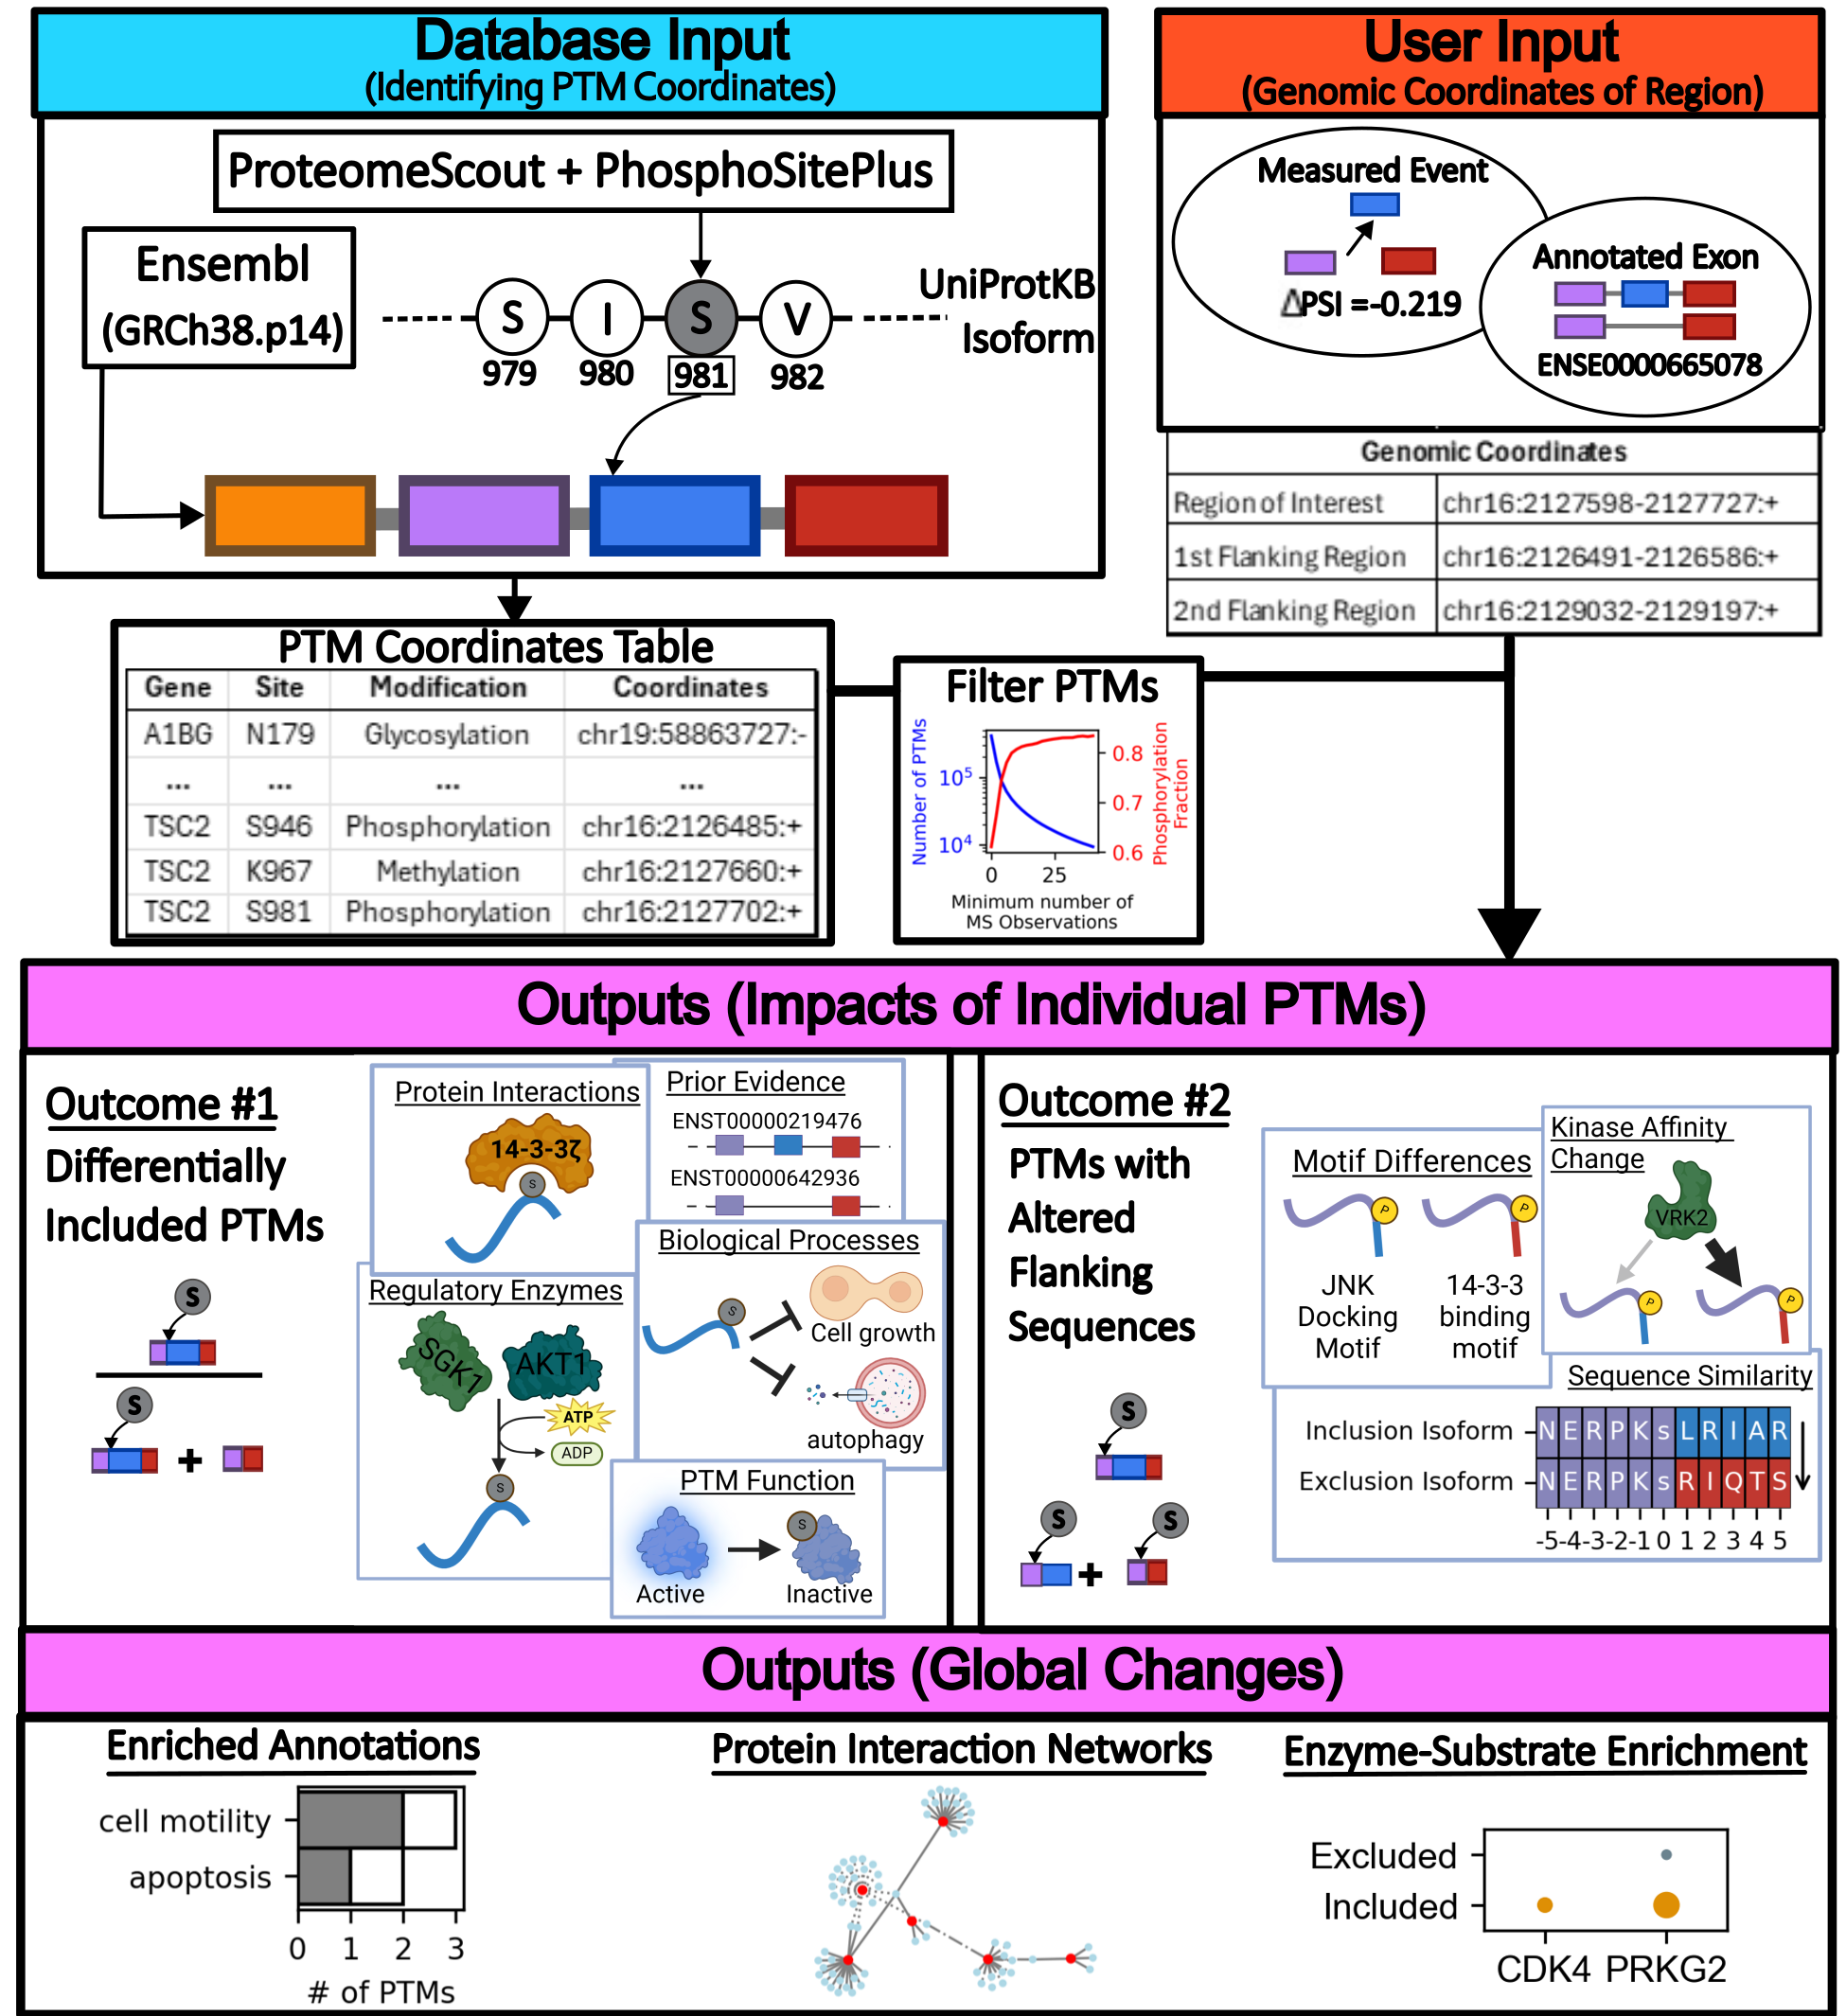 Database Input
(Identifying PTM Coordinates)
ProteomeScout + PhosphoSitePlus
Ensembl
(GRCh38.p14)
S I S V
979 980 981 982
UniProtKB
Isoform
User Input
(Genomic Coordinates of Region)
Measured Event
ΔPSI =-0.219
Annotated Exon
ENSE0000665078
Genomic Coordinates
Region of Interest chr16:2127598-2127727:+
1st Flanking Region chr16:2126491-2126586:+
2nd Flanking Region chr16:2129032-2129197:+
PTM Coordinates Table
Gene Site Modification Coordinates
A1BG N179 Glycosylation chr19:58863727:-
... ... ... ...
TSC2 S946 Phosphorylation chr16:2126485:+
TSC2 K967 Methylation chr16:2127660:+
TSC2 S981 Phosphorylation chr16:2127702:+
Filter PTMs
Number of PTMs
10⁵
10⁴
0.8
0.7
0.6
Phosphorylation
Fraction
0 25
Minimum number of
MS Observations
Outputs (Impacts of Individual PTMs)
Outcome #1
Differentially
Included PTMs
S
S
+
Protein Interactions
14-3-3ζ
S
Prior Evidence
ENST00000219476
ENST00000642936
Regulatory Enzymes
SGK1 AKT1
ATP
ADP
S
Biological Processes
S
Cell growth
autophagy
PTM Function
S
Active Inactive
Outcome #2
PTMs with
Altered
Flanking
Sequences
S
S S
+
Motif Differences
P P
JNK
Docking
Motif
14-3-3
binding
motif
Kinase Affinity
Change
VRK2
P P
Sequence Similarity
Inclusion Isoform N E R P K s L R I A R
Exclusion Isoform N E R P K s R I Q T S
-5 -4 -3 -2 -1 0 1 2 3 4 5
Outputs (Global Changes)
Enriched Annotations
cell motility
apoptosis
0 1 2 3
# of PTMs
Protein Interaction Networks
Enzyme-Substrate Enrichment
Excluded
Included
CDK4 PRKG2